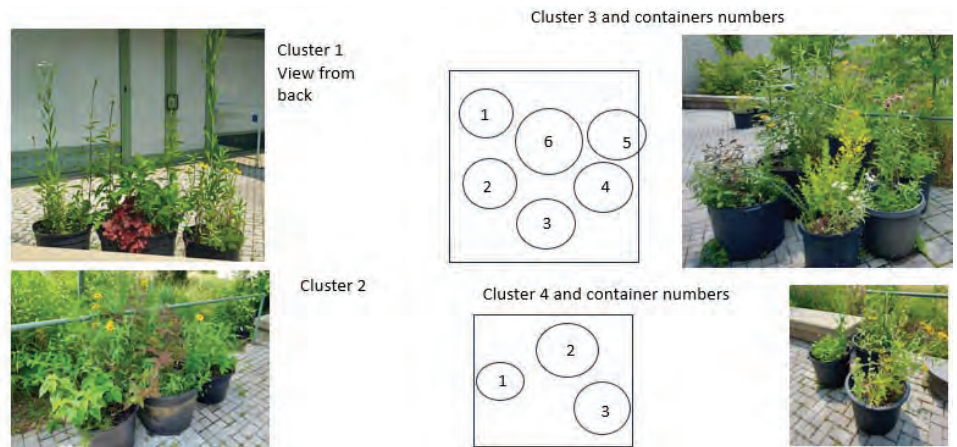 Cluster 3 and containers numbers
Cluster 1
View from
back
1
6
5
2
4
3
Cluster 2
Cluster 4 and container numbers
2
1
3